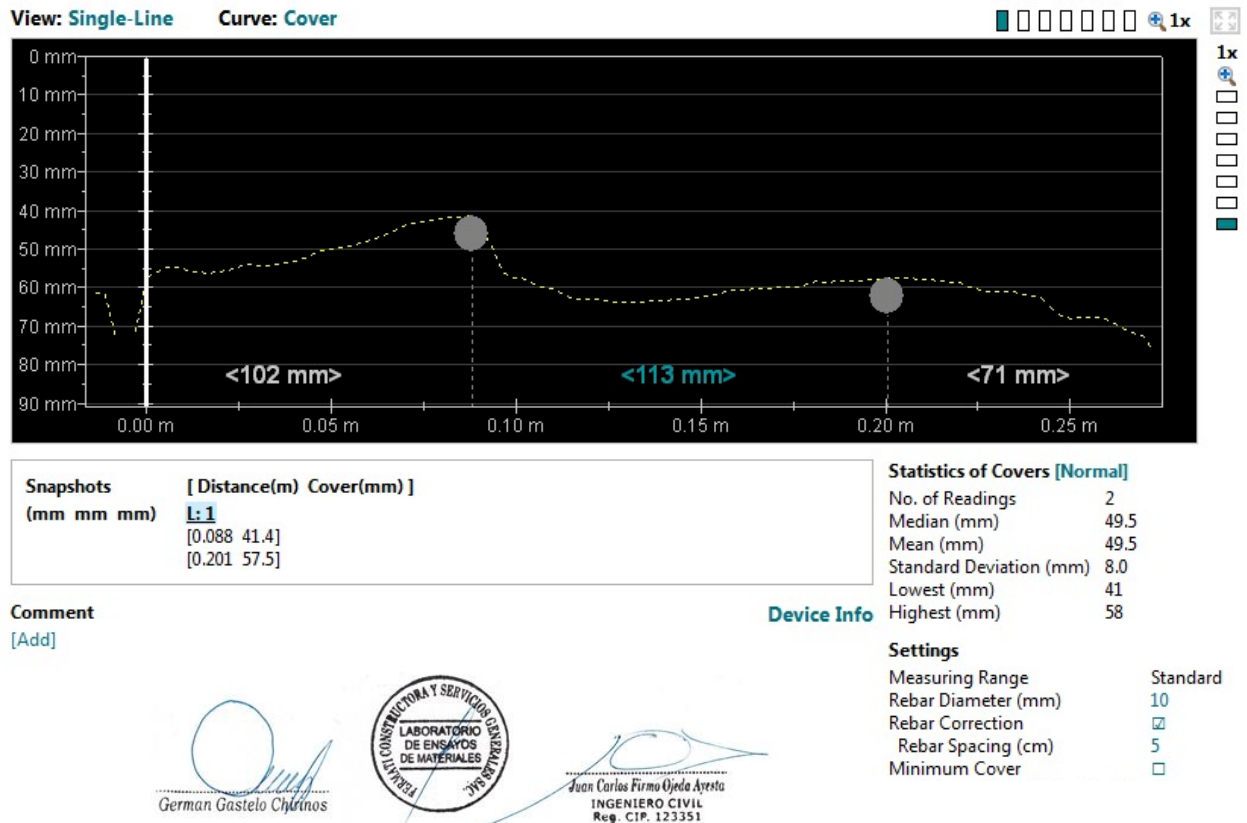 View: Single-Line Curve: Cover
1x
1x
0 mm
10 mm
20 mm
30 mm
40 mm
50 mm
60 mm
70 mm
80 mm
90 mm
<102 mm> <113 mm> <71 mm>
0.00 m 0.05 m 0.10 m 0.15 m 0.20 m 0.25 m
Snapshots [ Distance(m) Cover(mm) ]
(mm mm mm) L: 1
[0.088 41.4]
[0.201 57.5]
Statistics of Covers [Normal]
No. of Readings 2
Median (mm) 49.5
Mean (mm) 49.5
Standard Deviation (mm) 8.0
Lowest (mm) 41
Highest (mm) 58
Comment Device Info
[Add]
Settings
Measuring Range Standard
Rebar Diameter (mm) 10
Rebar Correction ☑
Rebar Spacing (cm) 5
Minimum Cover ☐
German Gastelo Chirinos
FERMATI CONSTRUCTORA Y SERVICIOS GENERALES SAC.
LABORATORIO
DE ENSAYOS
DE MATERIALES
Juan Carlos Firmo Ojeda Ayesta
INGENIERO CIVIL
Reg. CIP. 123351